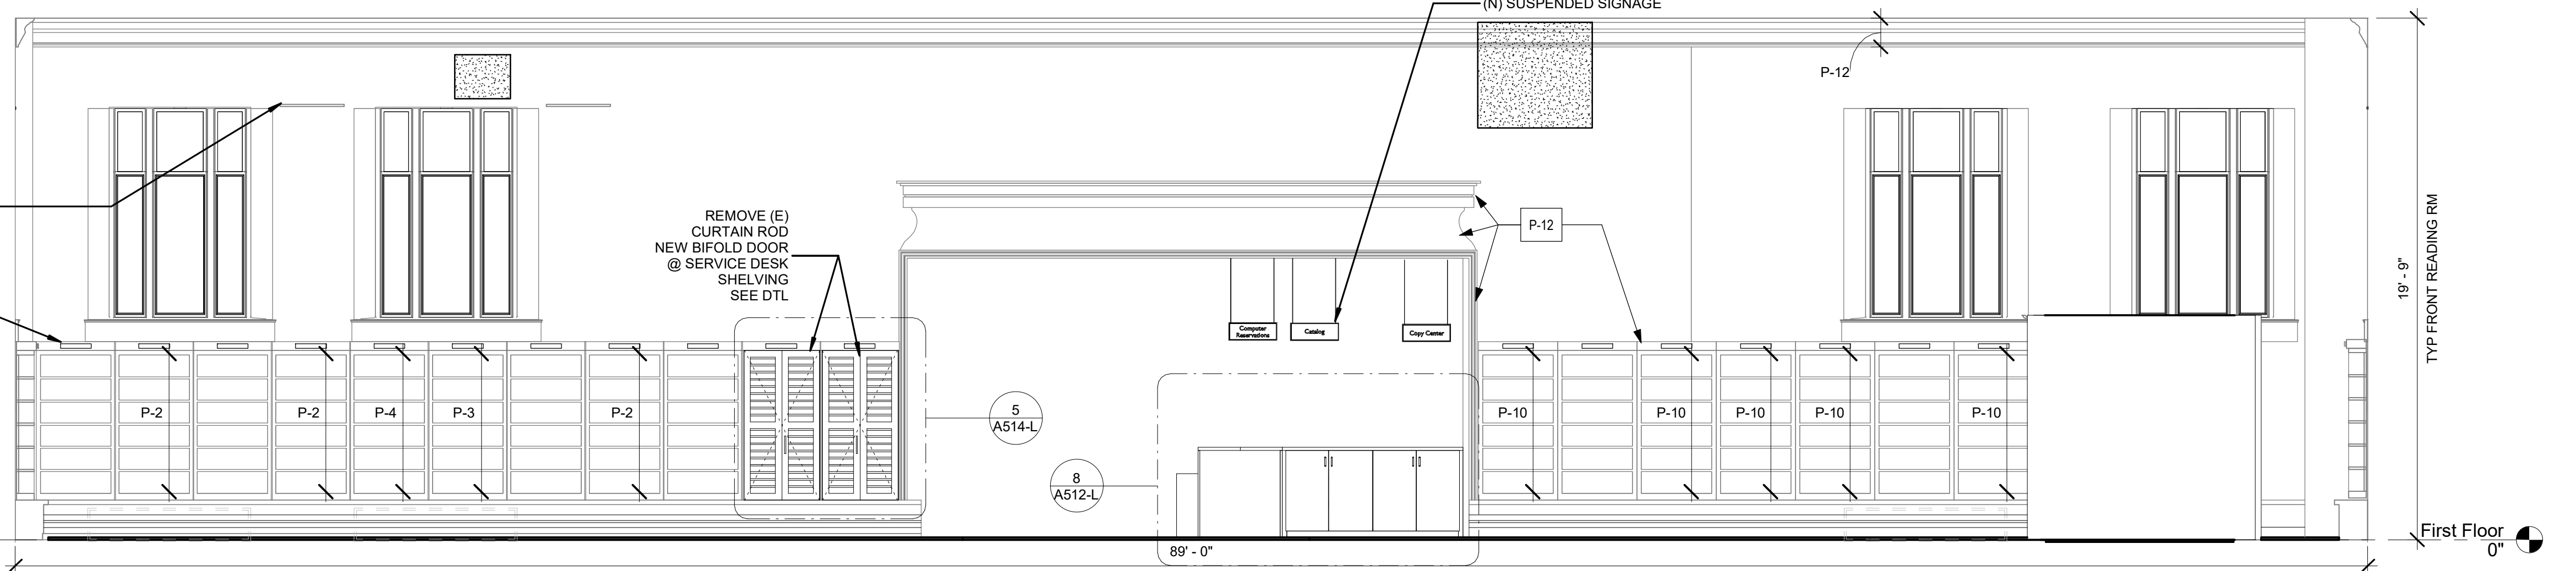 (N) SUSPENDED SIGNAGE
P-12
REMOVE (E)
CURTAIN ROD
NEW BIFOLD DOOR
@ SERVICE DESK
SHELVING
SEE DTL
P-12
TYP FRONT READING RM
19' - 9"
Computer
Reservations
Catalog
Copy Center
P-2
P-2
P-4
P-3
P-2
5
A514-L
P-10
P-10
P-10
P-10
P-10
8
A512-L
89' - 0"
First Floor
0"